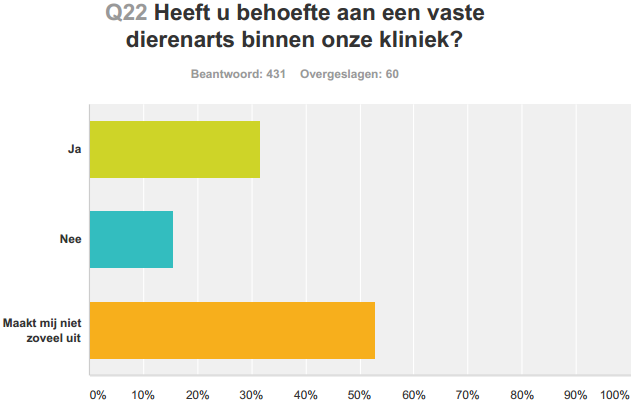 Q22 Heeft u behoefte aan een vaste
dierenarts binnen onze kliniek?
Beantwoord: 431 Overgeslagen: 60
Ja
Nee
Maakt mij niet
zoveel uit
0% 10% 20% 30% 40% 50% 60% 70% 80% 90% 100%